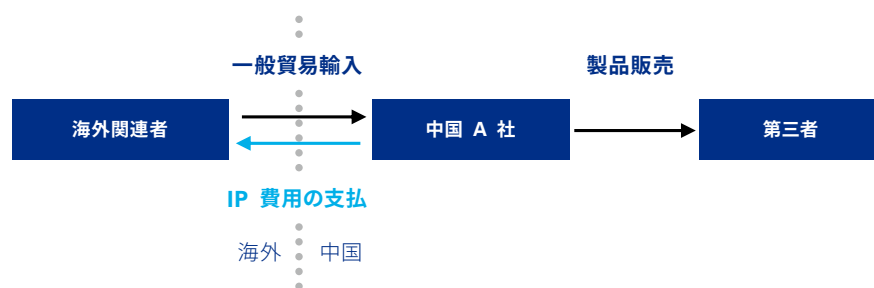 一般貿易輸入
製品販売
海外関連者
中国 A 社
第三者
IP 費用の支払
海外
中国